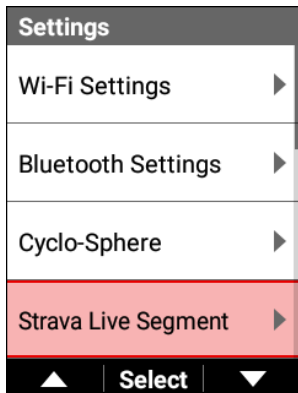 Settings
Wi-Fi Settings
Bluetooth Settings
Cyclo-Sphere
Strava Live Segment
Select